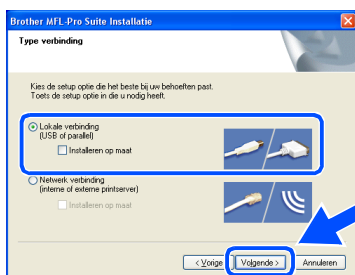 Brother MFL-Pro Suite Installatie
Type verbinding
Kies de setup optie die het beste bij uw behoeften past.
Toets de setup optie in die u nodig heeft.
Lokale verbinding
(USB of parallel)
Installeren op maat
Netwerk verbinding
(interne of externe printserver)
Installeren op maat
< Vorige
Volgende >
Annuleren